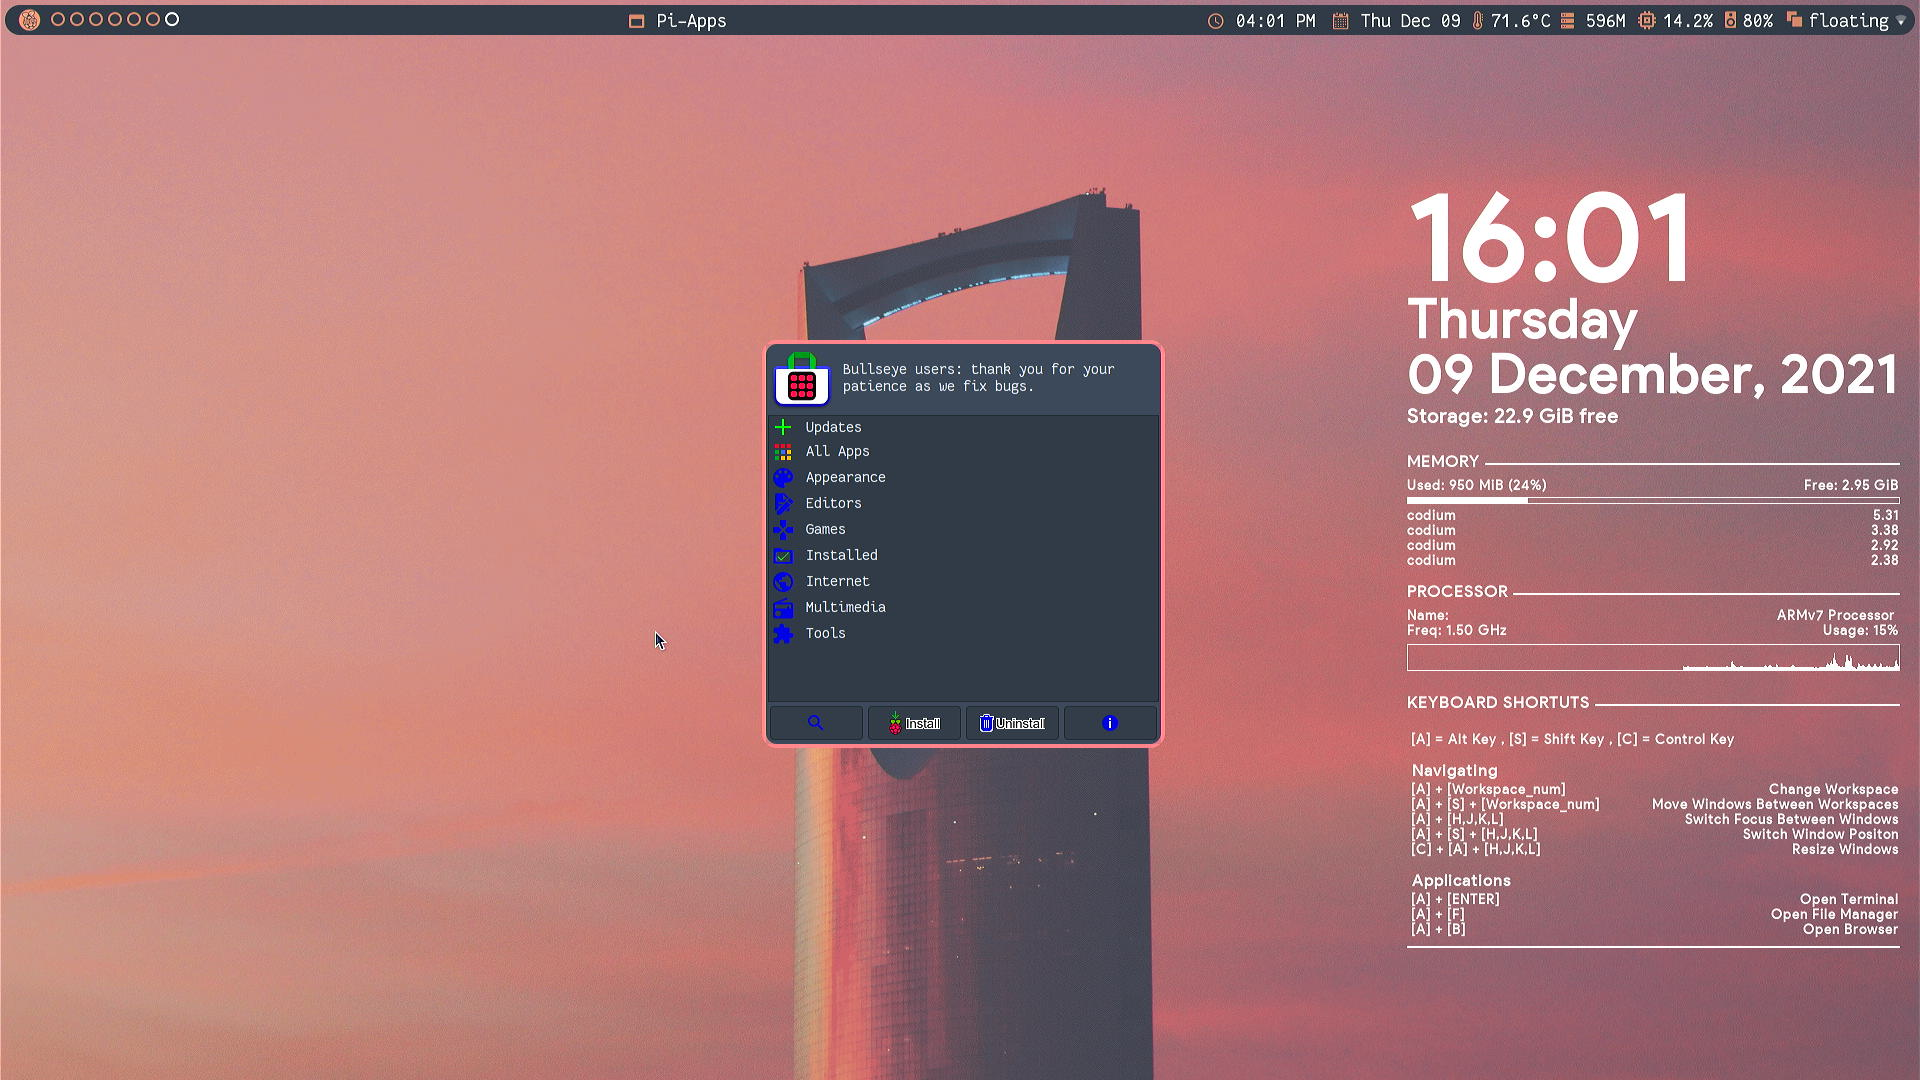 Pi-Apps
04:01 PM Thu Dec 09 71.6°C 596M 14.2% 80% floating
16:01
Thursday
09 December, 2021
Storage: 22.9 GiB free
MEMORY
Used: 950 MiB (24%) Free: 2.95 GiB
codium 5.31
codium 3.38
codium 2.92
codium 2.38
PROCESSOR
Name: ARMv7 Processor
Freq: 1.50 GHz Usage: 15%
KEYBOARD SHORTUTS
[A] = Alt Key , [S] = Shift Key , [C] = Control Key
Navigating
[A] + [Workspace_num] Change Workspace
[A] + [S] + [Workspace_num] Move Windows Between Workspaces
[A] + [H,J,K,L] Switch Focus Between Windows
[A] + [S] + [H,J,K,L] Switch Window Positon
[C] + [A] + [H,J,K,L] Resize Windows
Applications
[A] + [ENTER] Open Terminal
[A] + [F] Open File Manager
[A] + [B] Open Browser
Bullseye users: thank you for your
patience as we fix bugs.
Updates
All Apps
Appearance
Editors
Games
Installed
Internet
Multimedia
Tools
Install Uninstall